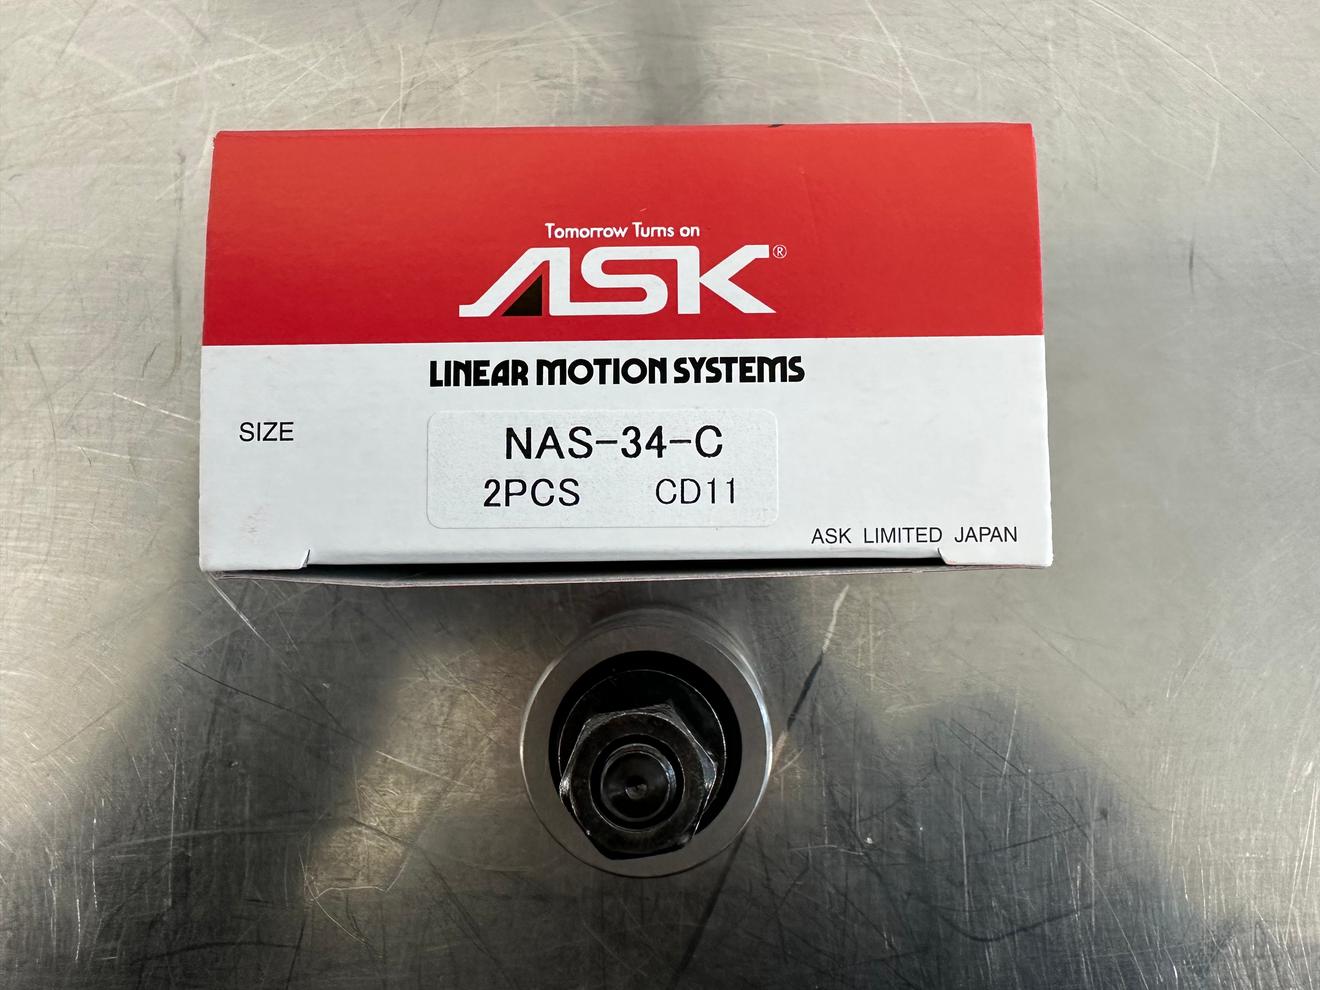 Tomorrow Turns on
ASK®
LINEAR MOTION SYSTEMS
SIZE
NAS-34-C
2PCS CD11
ASK LIMITED JAPAN